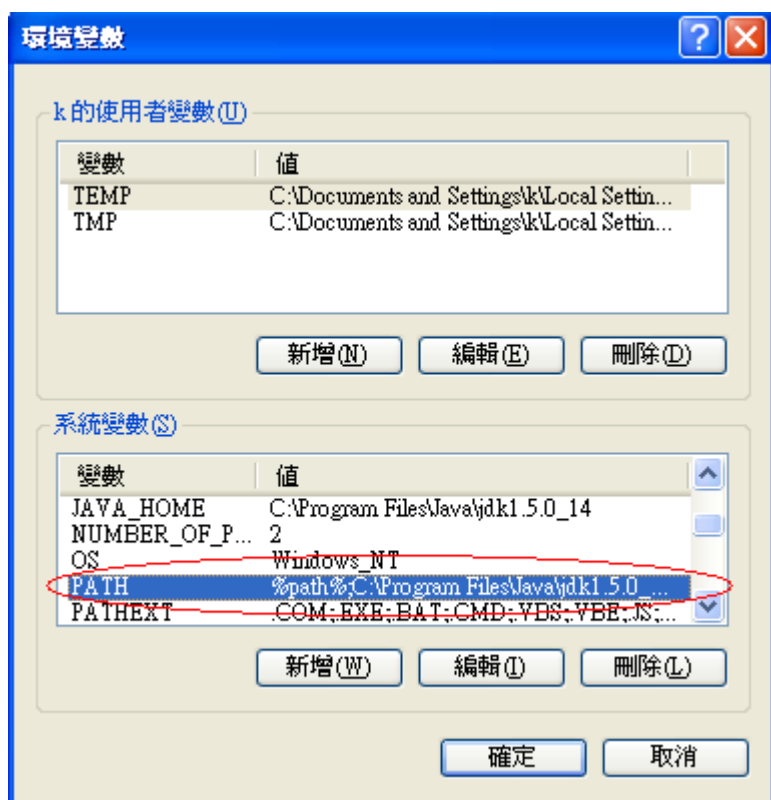 環境變數
k 的使用者變數(U)
變數 值
TEMP C:\Documents and Settings\k\Local Settin...
TMP C:\Documents and Settings\k\Local Settin...
新增(N) 編輯(E) 刪除(D)
系統變數(S)
變數 值
JAVA_HOME C:\Program Files\Java\jdk1.5.0_14
NUMBER_OF_P... 2
OS Windows_NT
PATH %path%;C:\Program Files\Java\jdk1.5.0_...
PATHEXT .COM;.EXE;.BAT;.CMD;.VBS;.VBE;.JS;...
新增(W) 編輯(I) 刪除(L)
確定 取消